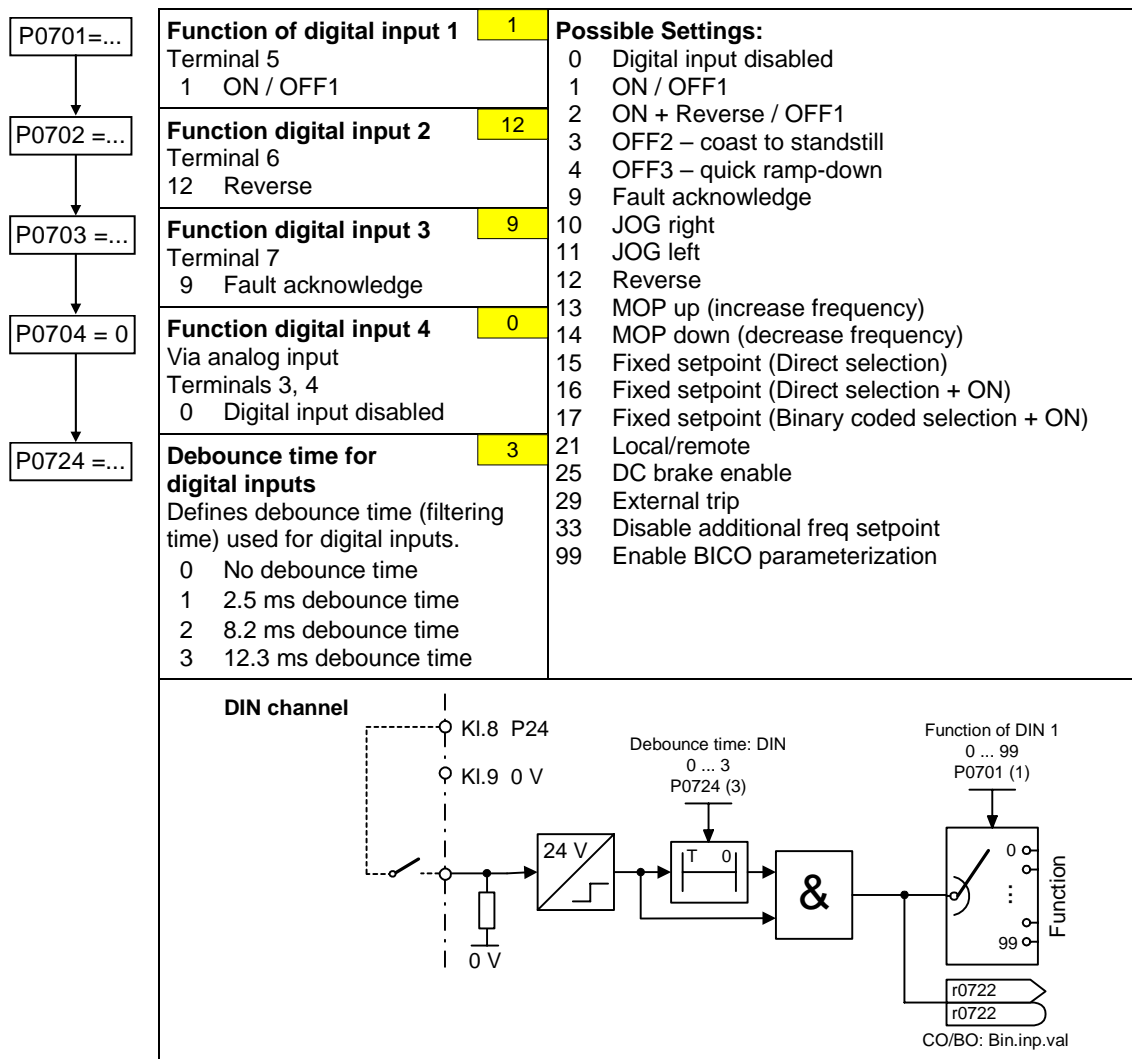 P0701=...
P0702 =...
P0703 =...
P0704 = 0
P0724 =...
Function of digital input 1 1
Terminal 5
1 ON / OFF1
Function digital input 2 12
Terminal 6
12 Reverse
Function digital input 3 9
Terminal 7
9 Fault acknowledge
Function digital input 4 0
Via analog input
Terminals 3, 4
0 Digital input disabled
Debounce time for 3
digital inputs
Defines debounce time (filtering
time) used for digital inputs.
0 No debounce time
1 2.5 ms debounce time
2 8.2 ms debounce time
3 12.3 ms debounce time
Possible Settings:
0 Digital input disabled
1 ON / OFF1
2 ON + Reverse / OFF1
3 OFF2 – coast to standstill
4 OFF3 – quick ramp-down
9 Fault acknowledge
10 JOG right
11 JOG left
12 Reverse
13 MOP up (increase frequency)
14 MOP down (decrease frequency)
15 Fixed setpoint (Direct selection)
16 Fixed setpoint (Direct selection + ON)
17 Fixed setpoint (Binary coded selection + ON)
21 Local/remote
25 DC brake enable
29 External trip
33 Disable additional freq setpoint
99 Enable BICO parameterization
DIN channel
Kl.8 P24
Kl.9 0 V
0 V
24 V
Debounce time: DIN
0 ... 3
P0724 (3)
T 0
&
Function of DIN 1
0 ... 99
P0701 (1)
0
...
99
Function
r0722
r0722
CO/BO: Bin.inp.val